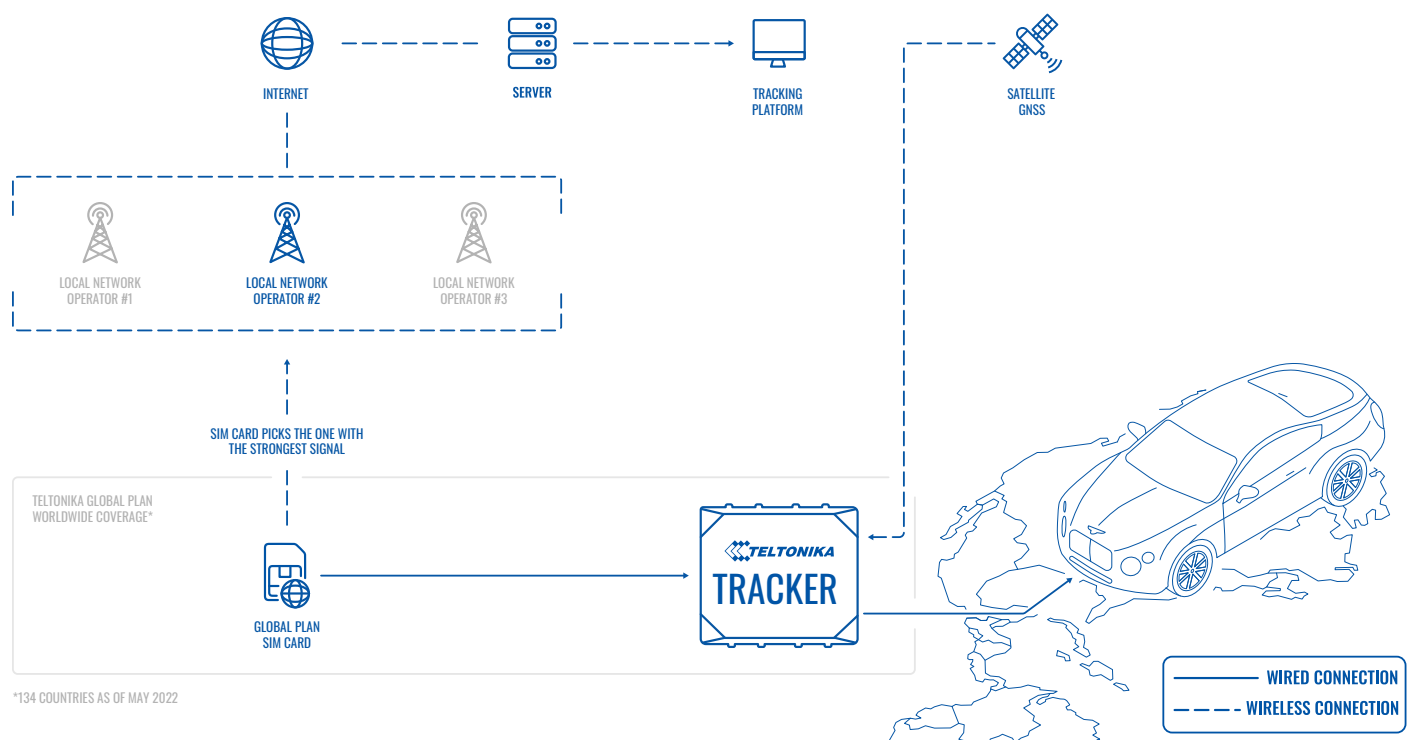 INTERNET
SERVER
TRACKING
PLATFORM
SATELLITE
GNSS
LOCAL NETWORK
OPERATOR #1
LOCAL NETWORK
OPERATOR #2
LOCAL NETWORK
OPERATOR #3
SIM CARD PICKS THE ONE WITH
THE STRONGEST SIGNAL
TELTONIKA GLOBAL PLAN
WORLDWIDE COVERAGE*
TELTONIKA
TRACKER
GLOBAL PLAN
SIM CARD
WIRED CONNECTION
WIRELESS CONNECTION
*134 COUNTRIES AS OF MAY 2022